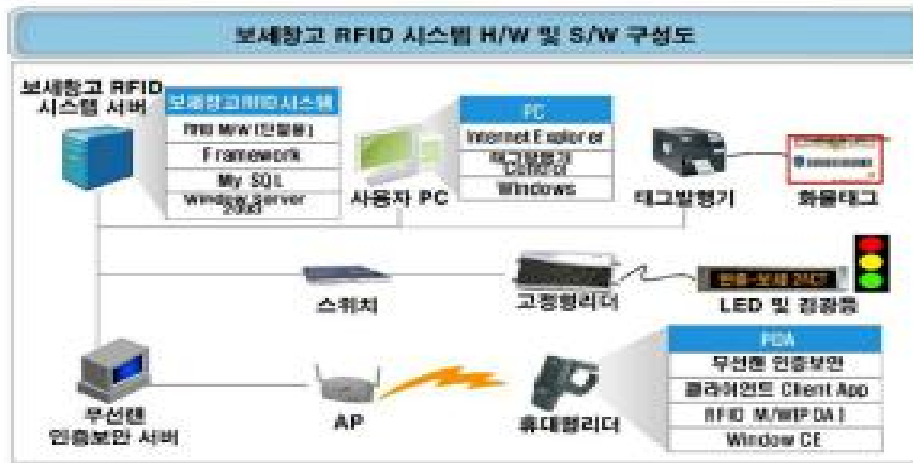 보세창고 RFID 시스템 H/W 및 S/W 구성도
보세창고 RFID
시스템 서버
보세창고RFID 시스템
Framework
My SQL
Window Server
사용자 PC
PC
Internet Explorer
Control
Windows
태그발행기
화물태그
스위치
고정형리더
LED 및 경광등
무선랜
인증보안 서버
AP
휴대형리더
PDA
무선랜 인증보안
클라이언트 Client App
RFID M/W(PDA)
Window CE